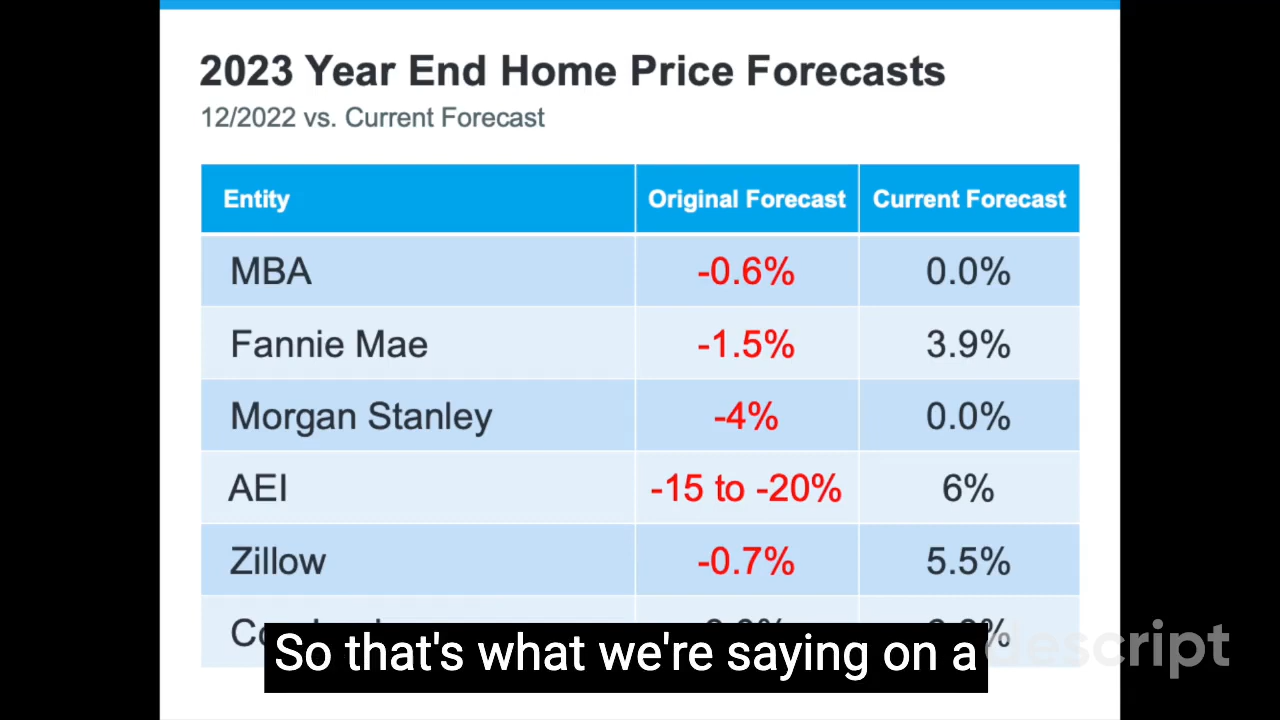 2023 Year End Home Price Forecasts
12/2022 vs. Current Forecast
Entity Original Forecast Current Forecast
MBA -0.6% 0.0%
Fannie Mae -1.5% 3.9%
Morgan Stanley -4% 0.0%
AEI -15 to -20% 6%
Zillow -0.7% 5.5%
So that's what we're saying on a
descript